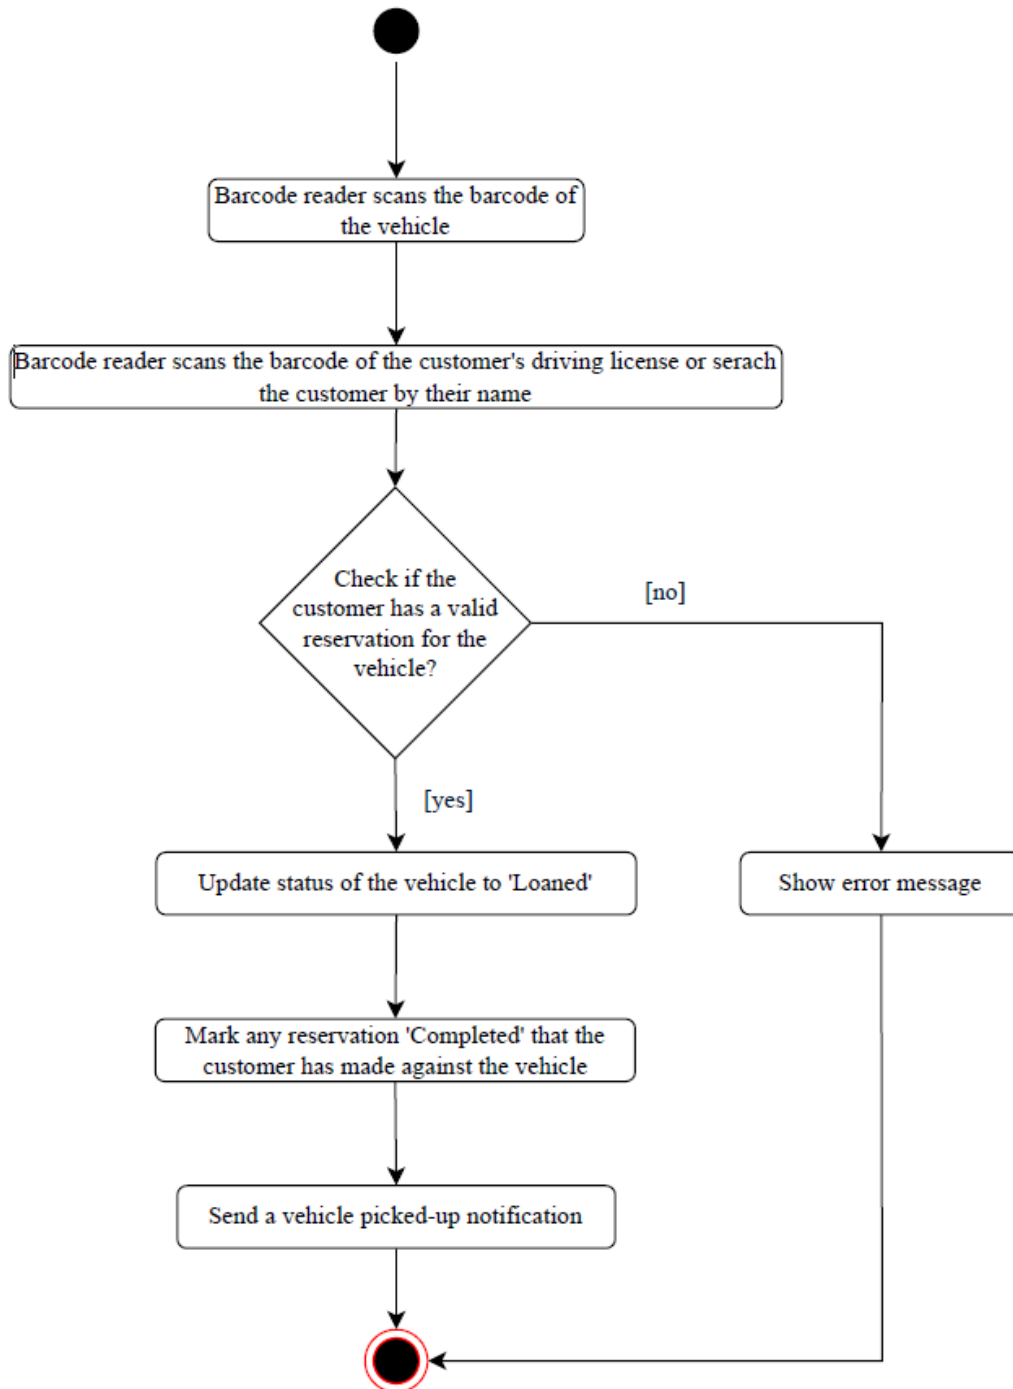 Barcode reader scans the barcode of
the vehicle
Barcode reader scans the barcode of the customer's driving license or serach
the customer by their name
Check if the
customer has a valid
reservation for the
vehicle?
[no]
[yes]
Update status of the vehicle to 'Loaned'
Show error message
Mark any reservation 'Completed' that the
customer has made against the vehicle
Send a vehicle picked-up notification